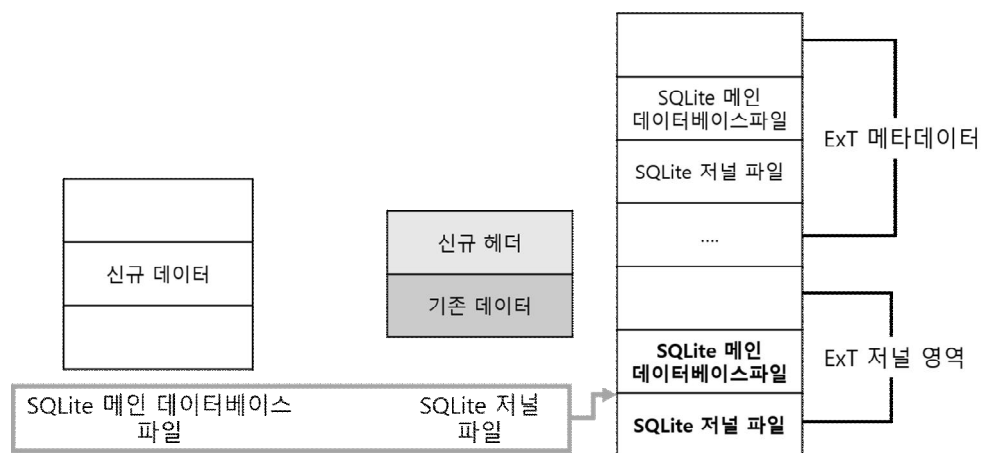 신규 데이터
SQLite 메인 데이터베이스
파일
신규 헤더
기존 데이터
SQLite 저널
파일
SQLite 메인
데이터베이스파일
SQLite 저널 파일
....
SQLite 메인
데이터베이스파일
SQLite 저널 파일
ExT 메타데이터
ExT 저널 영역